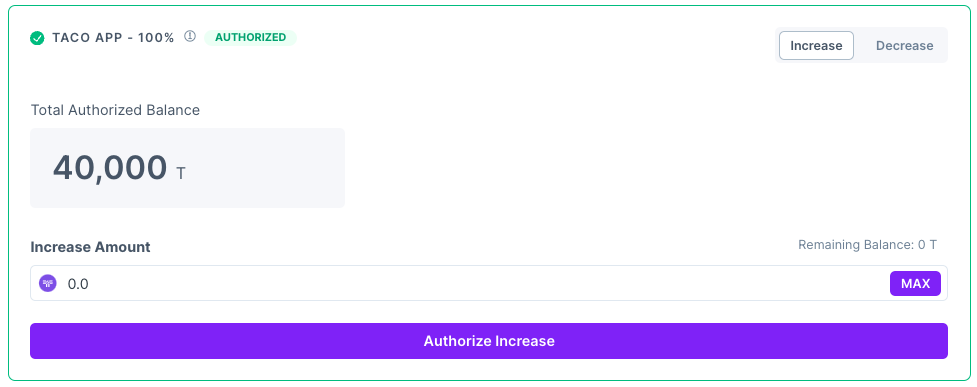 TACO APP - 100% AUTHORIZED
Increase Decrease
Total Authorized Balance
40,000 T
Increase Amount
Remaining Balance: 0 T
0.0 MAX
Authorize Increase